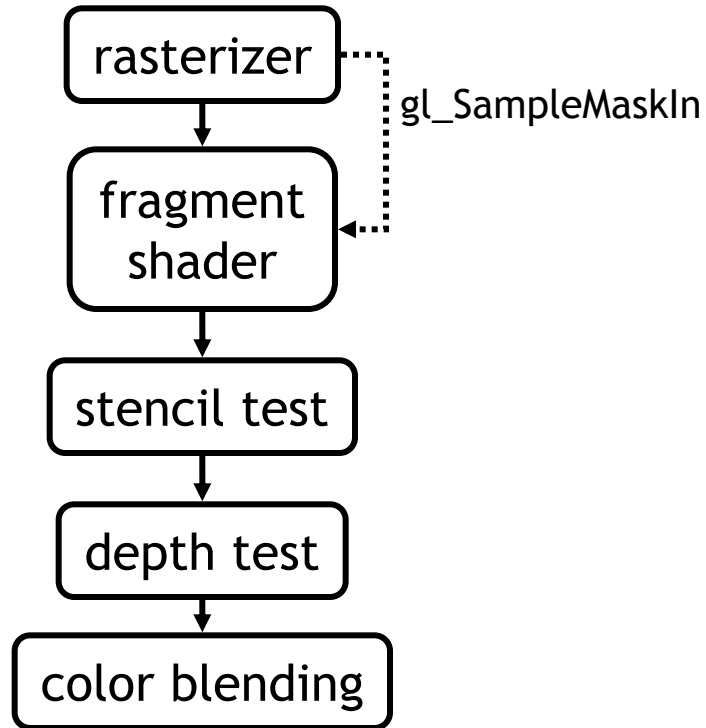 rasterizer
gl_SampleMaskIn
fragment
shader
stencil test
depth test
color blending